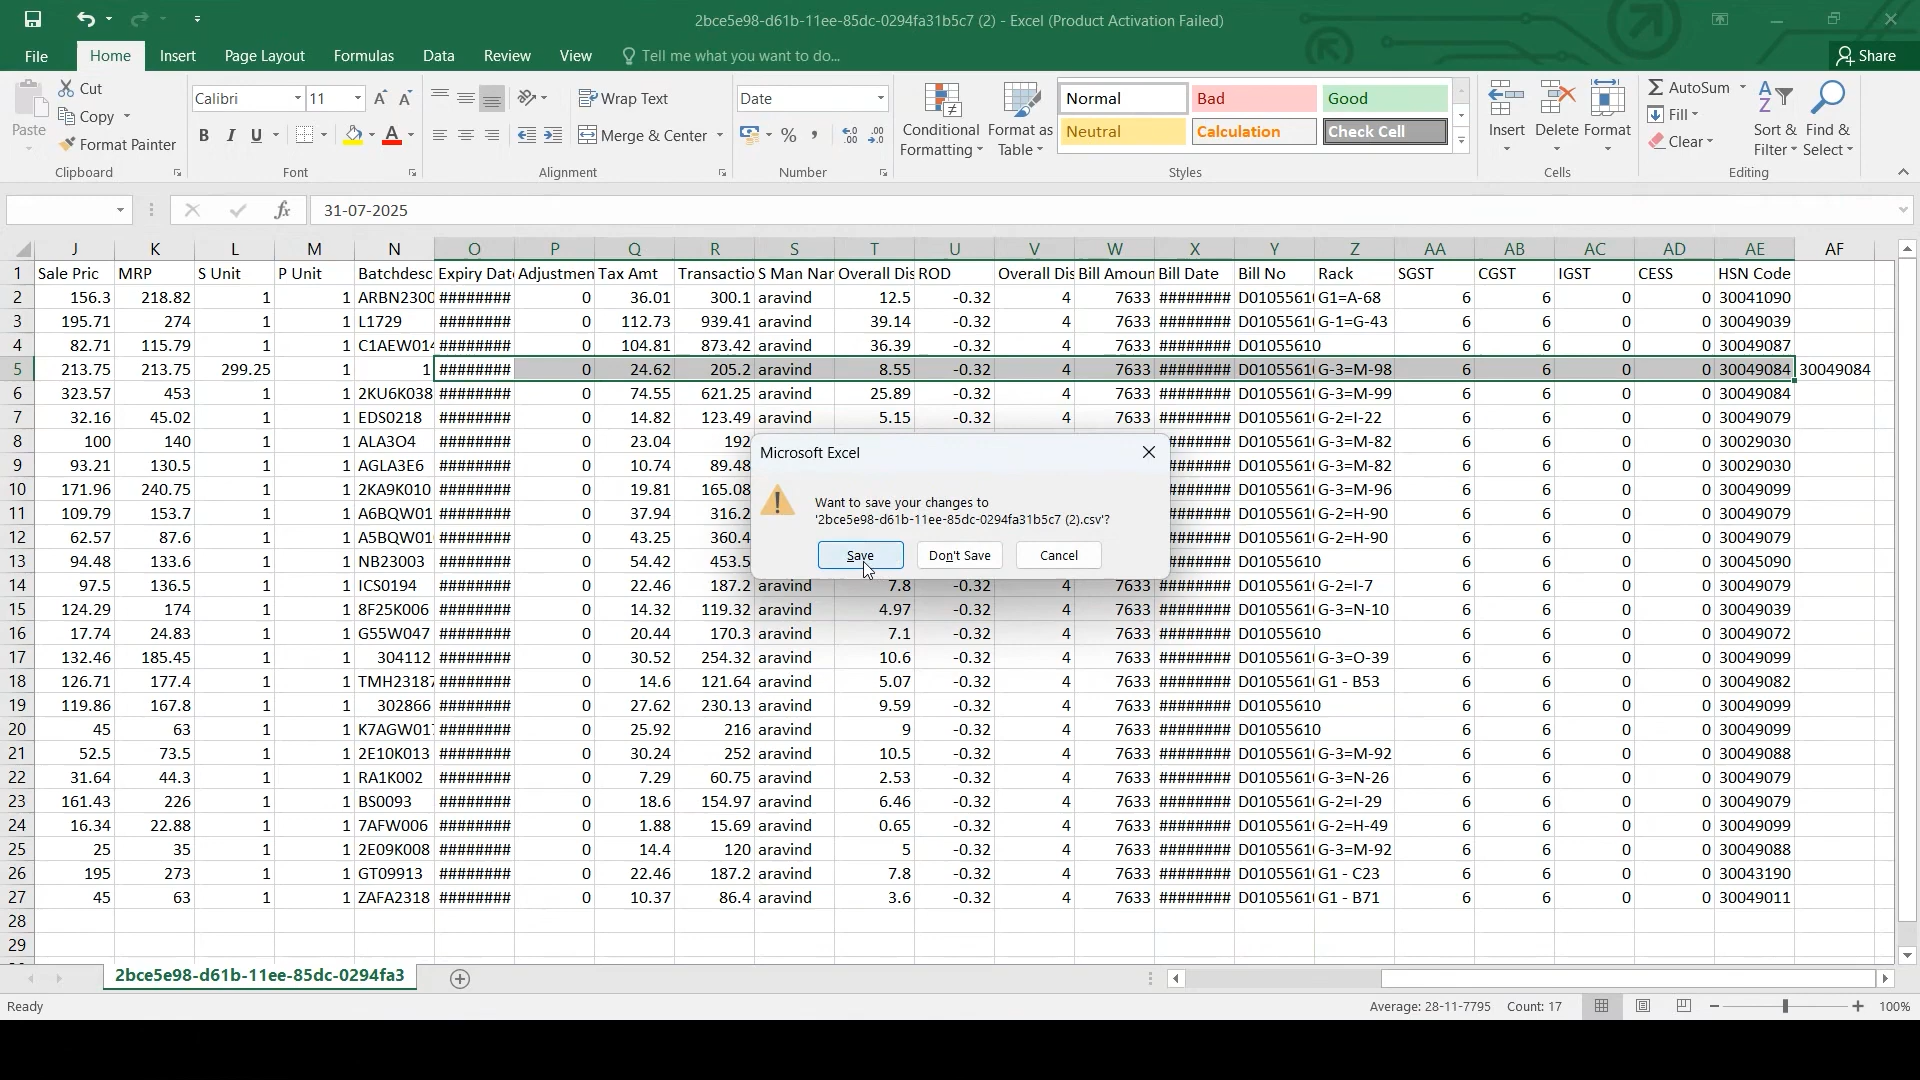 2bce5e98-d61b-11ee-85dc-0294fa31b5c7 (2) - Excel (Product Activation Failed)
File Home Insert Page Layout Formulas Data Review View Tell me what you want to do... Share
Paste Cut Copy Format Painter Clipboard
Calibri 11 B I U A A Font
Wrap Text Merge & Center Alignment
Date % , Number
Conditional Formatting Format as Table
Normal Bad Good
Neutral Calculation Check Cell
Styles
Insert Delete Format Cells
AutoSum Fill Clear Sort & Filter Find & Select Editing
fx 31-07-2025
J K L M N O P Q R S T U V W X Y Z AA AB AC AD AE AF
1 Sale Pric MRP S Unit P Unit Batchdesc Expiry Dat Adjustmen Tax Amt Transactio S Man Nar Overall Dis ROD Overall Dis Bill Amoun Bill Date Bill No Rack SGST CGST IGST CESS HSN Code
2 156.3 218.82 1 1 ARBN2300 ######## 0 36.01 300.1 aravind 12.5 -0.32 4 7633 ######## D0105561 G1=A-68 6 6 0 0 30041090
3 195.71 274 1 1 L1729 ######## 0 112.73 939.41 aravind 39.14 -0.32 4 7633 ######## D0105561 G-1=G-43 6 6 0 0 30049039
4 82.71 115.79 1 1 C1AEW014 ######## 0 104.81 873.42 aravind 36.39 -0.32 4 7633 ######## D01055610 6 6 0 0 30049087
5 213.75 213.75 299.25 1 1 ######## 0 24.62 205.2 aravind 8.55 -0.32 4 7633 ######## D0105561 G-3=M-98 6 6 0 0 30049084 30049084
6 323.57 453 1 1 2KU6K038 ######## 0 74.55 621.25 aravind 25.89 -0.32 4 7633 ######## D0105561 G-3=M-99 6 6 0 0 30049084
7 32.16 45.02 1 1 EDS0218 ######## 0 14.82 123.49 aravind 5.15 -0.32 4 7633 ######## D0105561 G-2=I-22 6 6 0 0 30049079
8 100 140 1 1 ALA3O4 ######## 0 23.04 192 ####### D0105561 G-3=M-82 6 6 0 0 30029030
9 93.21 130.5 1 1 AGLA3E6 ######## 0 10.74 89.48 ####### D0105561 G-3=M-82 6 6 0 0 30029030
10 171.96 240.75 1 1 2KA9K010 ######## 0 19.81 165.08 ####### D0105561 G-3=M-96 6 6 0 0 30049099
11 109.79 153.7 1 1 A6BQW01 ######## 0 37.94 316.2 ####### D0105561 G-2=H-90 6 6 0 0 30049099
12 62.57 87.6 1 1 A5BQW01 ######## 0 43.25 360.4 ####### D0105561 G-2=H-90 6 6 0 0 30049099
13 94.48 133.6 1 1 NB23003 ######## 0 54.42 453.5 ####### D01055610 6 6 0 0 30045090
14 97.5 136.5 1 1 ICS0194 ######## 0 22.46 187.2 aravind 7.8 -0.32 4 7633 ######## D0105561 G-2=I-7 6 6 0 0 30049079
15 124.29 174 1 1 8F25K006 ######## 0 14.32 119.32 aravind 4.97 -0.32 4 7633 ######## D0105561 G-3=N-10 6 6 0 0 30049039
16 17.74 24.83 1 1 G55W047 ######## 0 20.44 170.3 aravind 7.1 -0.32 4 7633 ######## D01055610 6 6 0 0 30049072
17 132.46 185.45 1 1 304112 ######## 0 30.52 254.32 aravind 10.6 -0.32 4 7633 ######## D0105561 G-3=O-39 6 6 0 0 30049099
18 126.71 177.4 1 1 TMH23187 ######## 0 14.6 121.64 aravind 5.07 -0.32 4 7633 ######## D0105561 G1 - B53 6 6 0 0 30049082
19 119.86 167.8 1 1 302866 ######## 0 27.62 230.13 aravind 9.59 -0.32 4 7633 ######## D01055610 6 6 0 0 30049099
20 45 63 1 1 K7AGW017 ######## 0 25.92 216 aravind 9 -0.32 4 7633 ######## D01055610 6 6 0 0 30049099
21 52.5 73.5 1 1 2E10K013 ######## 0 30.24 252 aravind 10.5 -0.32 4 7633 ######## D0105561 G-3=M-92 6 6 0 0 30049088
22 31.64 44.3 1 1 RA1K002 ######## 0 7.29 60.75 aravind 2.53 -0.32 4 7633 ######## D0105561 G-3=N-26 6 6 0 0 30049079
23 161.43 226 1 1 BS0093 ######## 0 18.6 154.97 aravind 6.46 -0.32 4 7633 ######## D0105561 G-2=I-29 6 6 0 0 30049079
24 16.34 22.88 1 1 7AFW006 ######## 0 1.88 15.69 aravind 0.65 -0.32 4 7633 ######## D0105561 G-2=H-49 6 6 0 0 30049099
25 25 35 1 1 2E09K008 ######## 0 14.4 120 aravind 5 -0.32 4 7633 ######## D0105561 G-3=M-92 6 6 0 0 30049088
26 195 273 1 1 GT09913 ######## 0 22.46 187.2 aravind 7.8 -0.32 4 7633 ######## D0105561 G1 - C23 6 6 0 0 30043190
27 45 63 1 1 ZAFA2318 ######## 0 10.37 86.4 aravind 3.6 -0.32 4 7633 ######## D0105561 G1 - B71 6 6 0 0 30049011
28
29
Microsoft Excel
Want to save your changes to
'2bce5e98-d61b-11ee-85dc-0294fa31b5c7 (2).csv'?
Save Don't Save Cancel
2bce5e98-d61b-11ee-85dc-0294fa3
Ready Average: 28-11-7795 Count: 17 100%